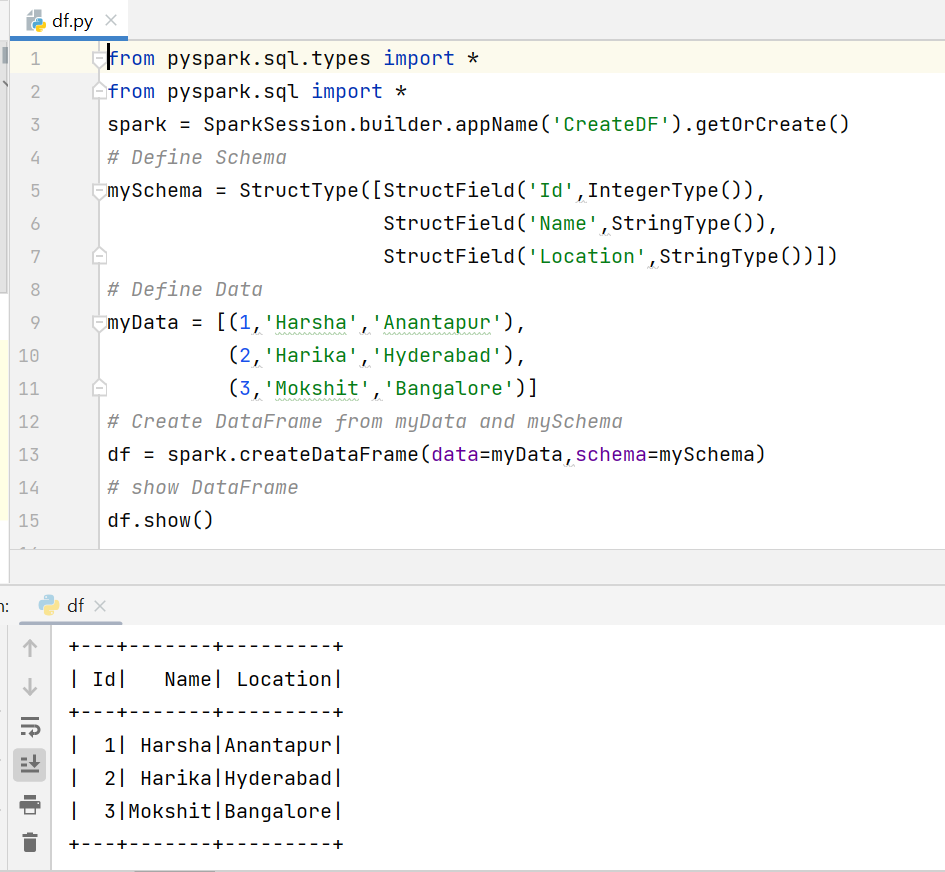 df.py
1 from pyspark.sql.types import *
2 from pyspark.sql import *
3 spark = SparkSession.builder.appName('CreateDF').getOrCreate()
4 # Define Schema
5 mySchema = StructType([StructField('Id',IntegerType()),
6                        StructField('Name',StringType()),
7                        StructField('Location',StringType())])
8 # Define Data
9 myData = [(1,'Harsha','Anantapur'),
10           (2,'Harika','Hyderabad'),
11           (3,'Mokshit','Bangalore')]
12 # Create DataFrame from myData and mySchema
13 df = spark.createDataFrame(data=myData,schema=mySchema)
14 # show DataFrame
15 df.show()
df
+---+-------+---------+
| Id|   Name| Location|
+---+-------+---------+
|  1| Harsha|Anantapur|
|  2| Harika|Hyderabad|
|  3|Mokshit|Bangalore|
+---+-------+---------+